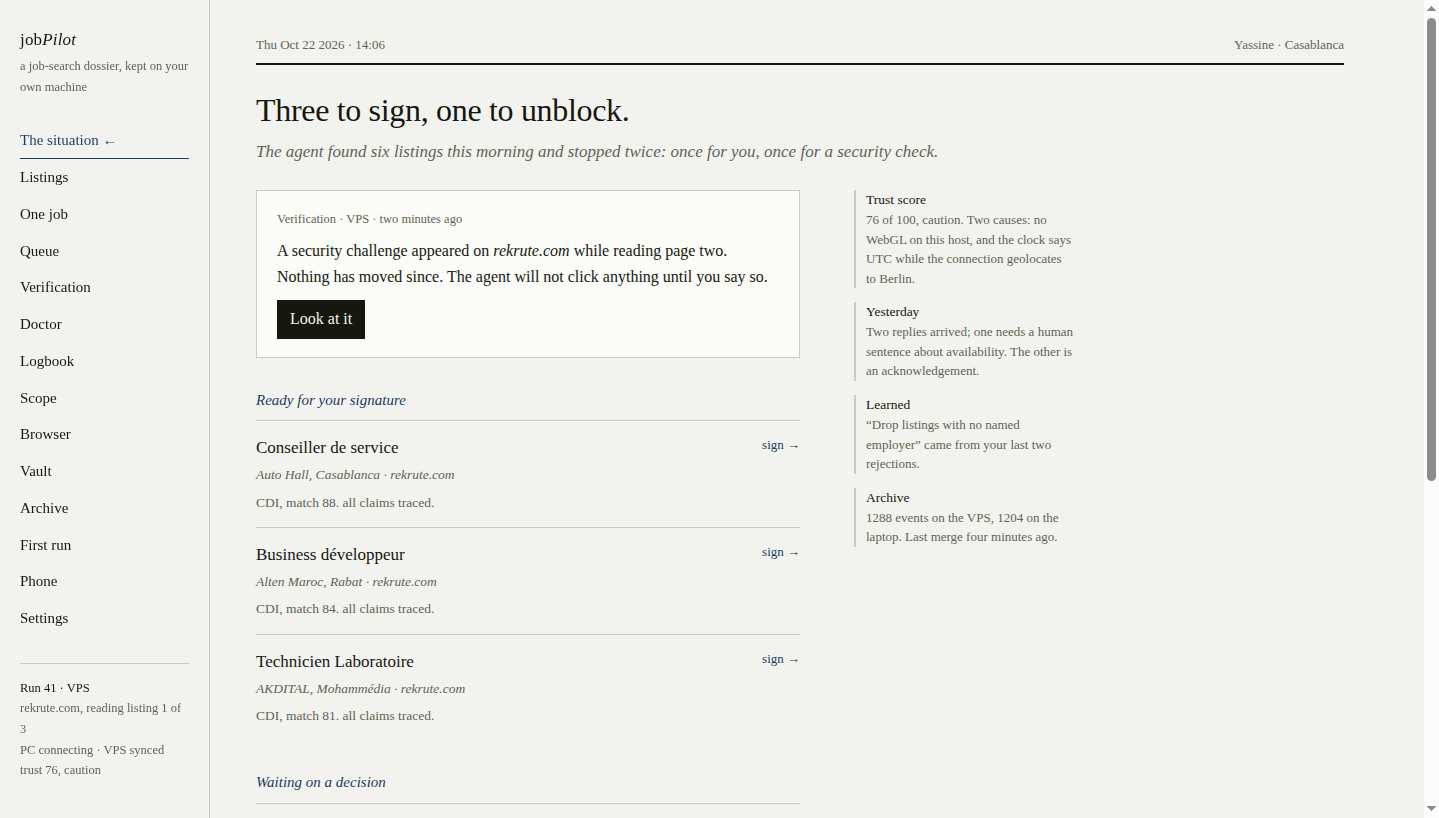 jobPilot
a job-search dossier, kept on your
own machine
The situation ←
Listings
One job
Queue
Verification
Doctor
Logbook
Scope
Browser
Vault
Archive
First run
Phone
Settings
Run 41 · VPS
rekrute.com, reading listing 1 of
3
PC connecting · VPS synced
trust 76, caution
Thu Oct 22 2026 · 14:06
Yassine · Casablanca
Three to sign, one to unblock.
The agent found six listings this morning and stopped twice: once for you, once for a security check.
Verification · VPS · two minutes ago
A security challenge appeared on rekrute.com while reading page two.
Nothing has moved since. The agent will not click anything until you say so.
Look at it
Ready for your signature
Conseiller de service
sign →
Auto Hall, Casablanca · rekrute.com
CDI, match 88. all claims traced.
Business développeur
sign →
Alten Maroc, Rabat · rekrute.com
CDI, match 84. all claims traced.
Technicien Laboratoire
sign →
AKDITAL, Mohammédia · rekrute.com
CDI, match 81. all claims traced.
Waiting on a decision
Trust score
76 of 100, caution. Two causes: no
WebGL on this host, and the clock says
UTC while the connection geolocates
to Berlin.
Yesterday
Two replies arrived; one needs a human
sentence about availability. The other is
an acknowledgement.
Learned
“Drop listings with no named
employer” came from your last two
rejections.
Archive
1288 events on the VPS, 1204 on the
laptop. Last merge four minutes ago.